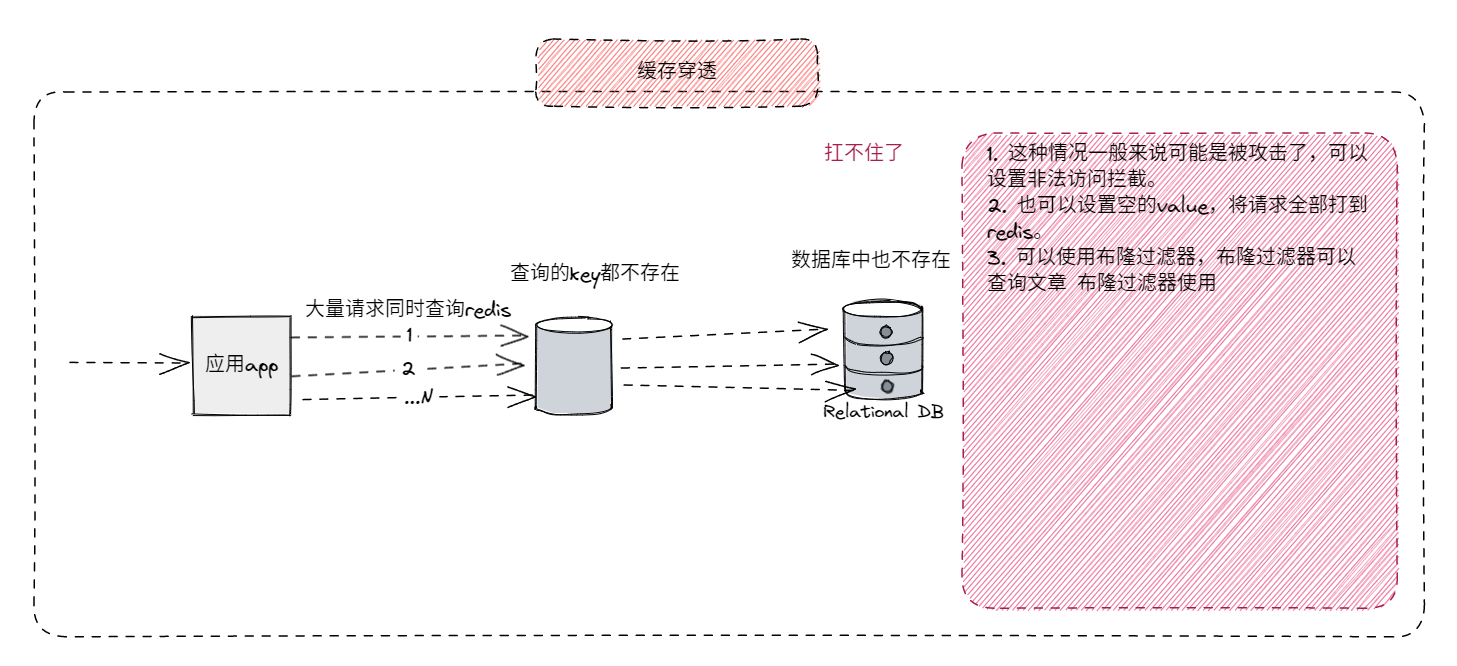 缓存穿透
扛不住了
1. 这种情况一般来说可能是被攻击了，可以
设置非法访问拦截。
2. 也可以设置空的value，将请求全部打到
redis。
3. 可以使用布隆过滤器，布隆过滤器可以
查询文章 布隆过滤器使用
数据库中也不存在
查询的key都不存在
大量请求同时查询redis
1
应用app
2
...N
Relational DB